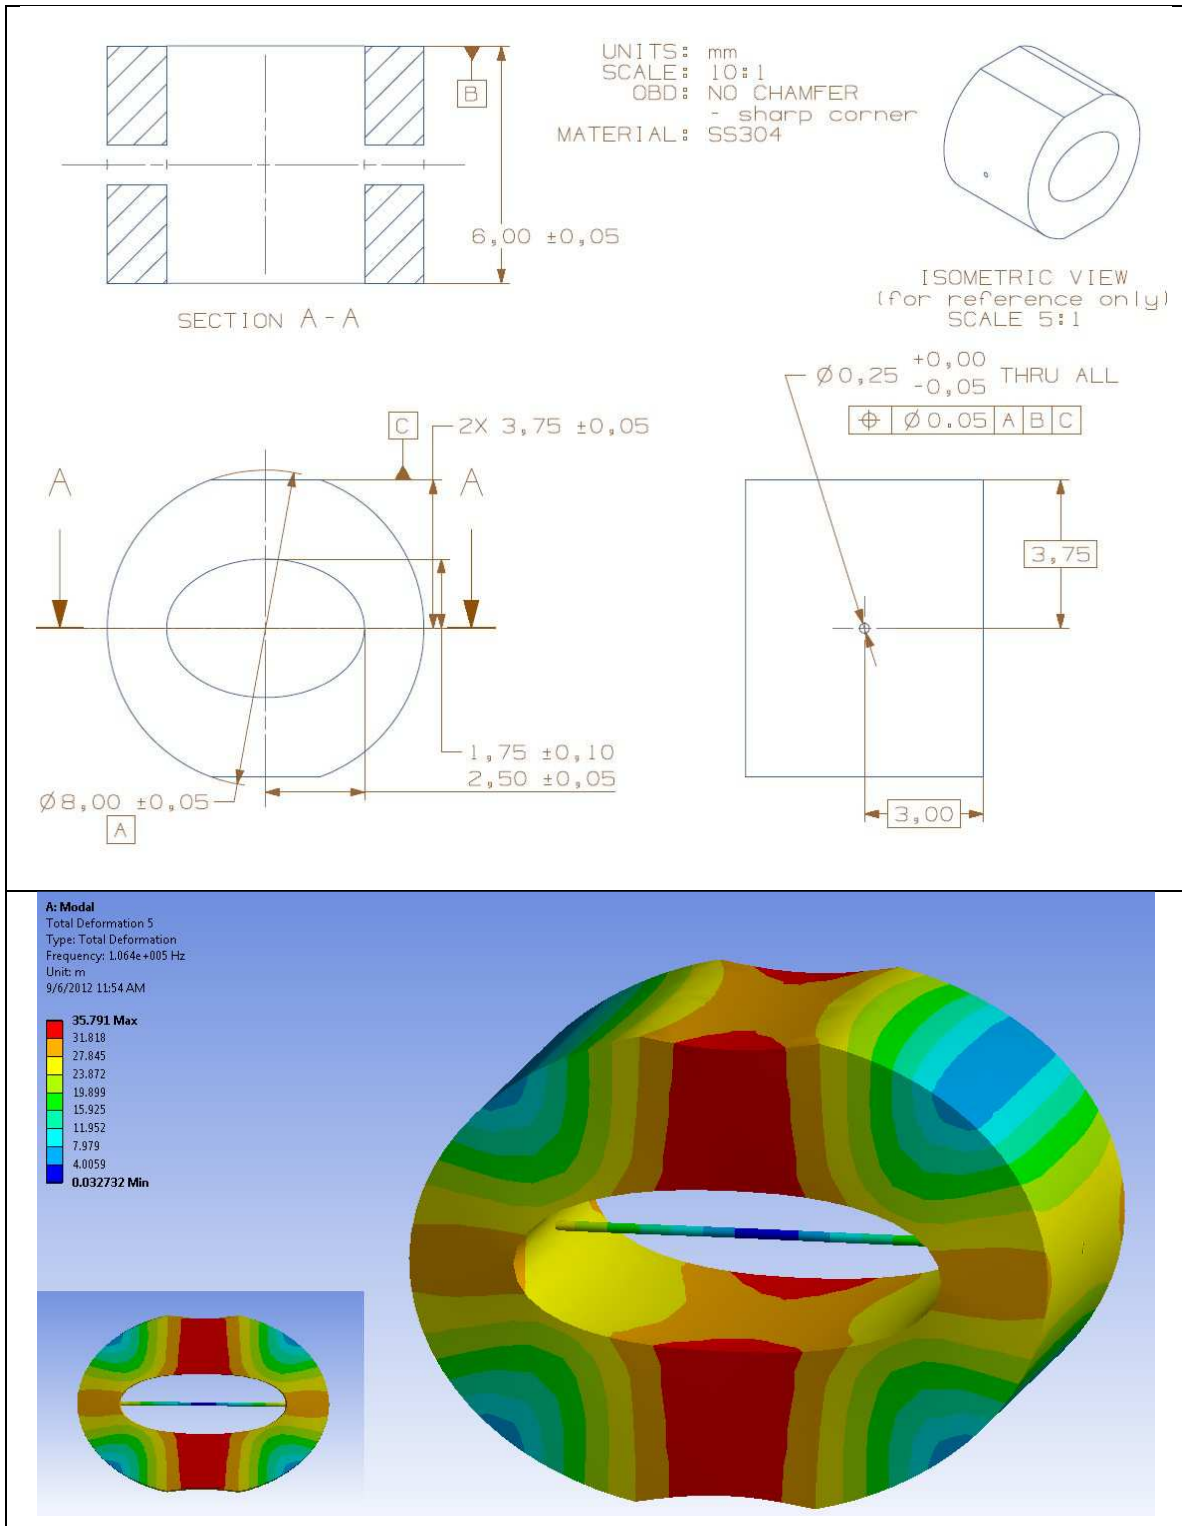 UNITS: mm
SCALE: 10:1
OBD: NO CHAMFER
- sharp corner
MATERIAL: SS304
B
6,00 ±0,05
SECTION A-A
ISOMETRIC VIEW
(for reference only)
SCALE 5:1
Ø0,25 +0,00 -0,05 THRU ALL
⌖ Ø0.05 A B C
C
2X 3,75 ±0,05
A
A
3,75
1,75 ±0,10
2,50 ±0,05
Ø8,00 ±0,05
A
3,00
A: Modal
Total Deformation 5
Type: Total Deformation
Frequency: 1.064e+005 Hz
Unit: m
9/6/2012 11:54 AM
35.791 Max
31.818
27.845
23.872
19.899
15.925
11.952
7.979
4.0059
0.032732 Min